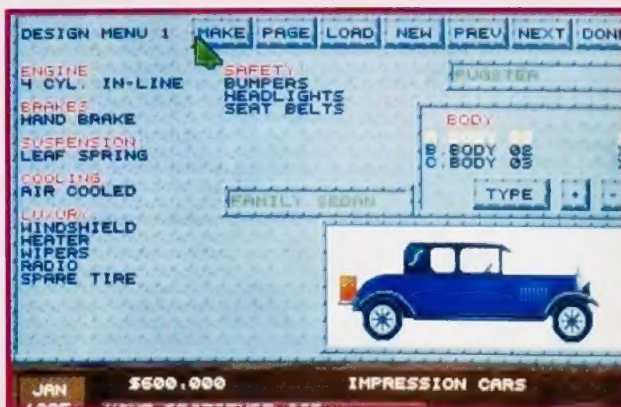 DESIGN MENU 1 MAKE PAGE LOAD NEW PREV NEXT DONE
ENGINE
4 CYL. IN-LINE
BRAKES
HAND BRAKE
SUSPENSION
LEAF SPRING
COOLING
AIR COOLED
LUXURY
WINDSHIELD
HEATER
WIPERS
RADIO
SPARE TIRE
SAFETY
BUMPERS
HEADLIGHTS
SEAT BELTS
FAMILY SEDAN
RUGSTER
BODY
B.BODY 02
C.BODY 03
TYPE + -
JAN $600,000 IMPRESSION CARS